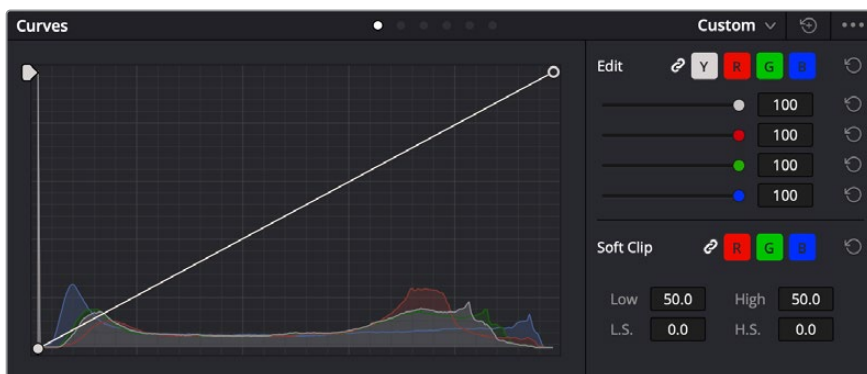 Curves Custom
Edit Y R G B
100
100
100
100
Soft Clip R G B
Low 50.0 High 50.0
L.S. 0.0 H.S. 0.0